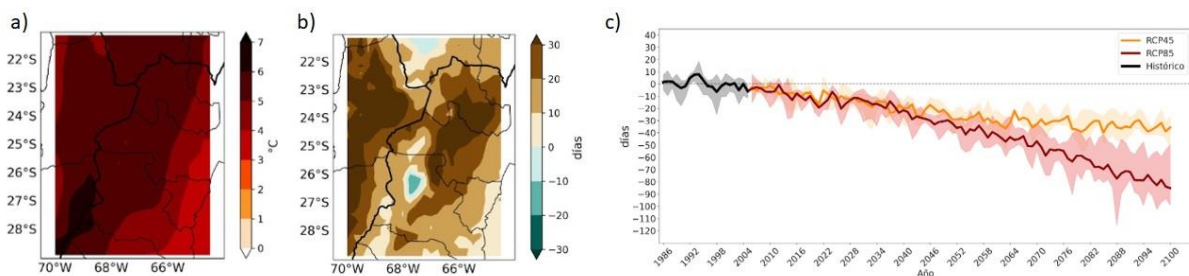 a)
22°S
23°S
24°S
25°S
26°S
27°S
28°S
70°W 68°W 66°W
7
6
5
4
3
2
1
0
°C
b)
22°S
23°S
24°S
25°S
26°S
27°S
28°S
70°W 68°W 66°W
30
20
10
0
−10
−20
−30
días
c)
RCP45
RCP85
Histórico
40
30
20
10
0
−10
−20
−30
−40
−50
−60
−70
−80
−90
−100
−110
−120
días
1986 1992 1998 2004 2010 2016 2022 2028 2034 2040 2046 2052 2058 2064 2070 2076 2082 2088 2094 2100
Año